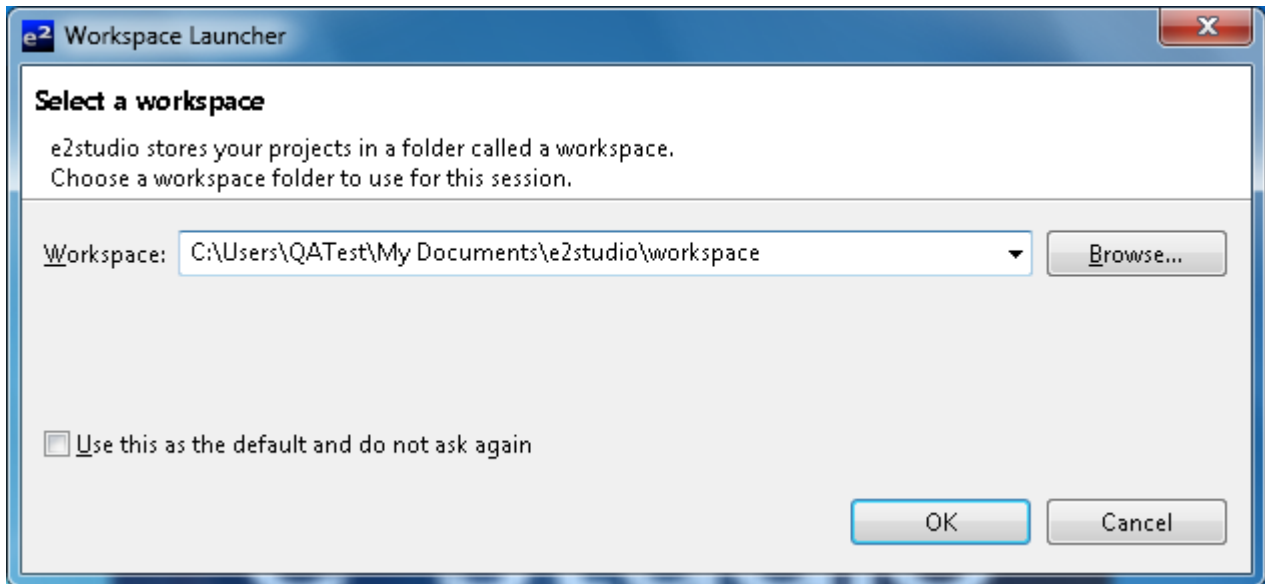 e² Workspace Launcher
Select a workspace
e2studio stores your projects in a folder called a workspace.
Choose a workspace folder to use for this session.
Workspace: C:\Users\QATest\My Documents\e2studio\workspace Browse...
Use this as the default and do not ask again
OK Cancel